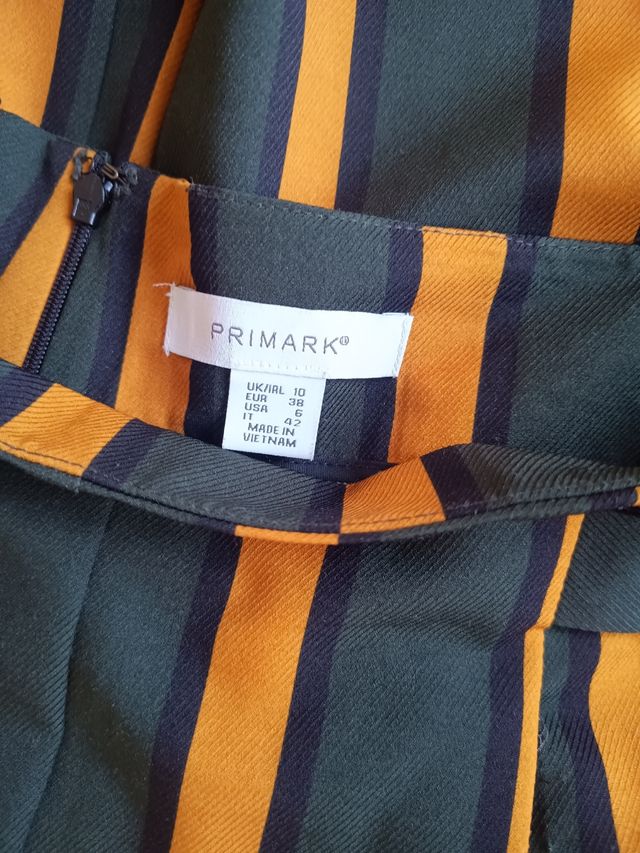 PRIMARK®
UK/IRL 10
EUR 38
USA 6
IT 42
MADE IN
VIETNAM